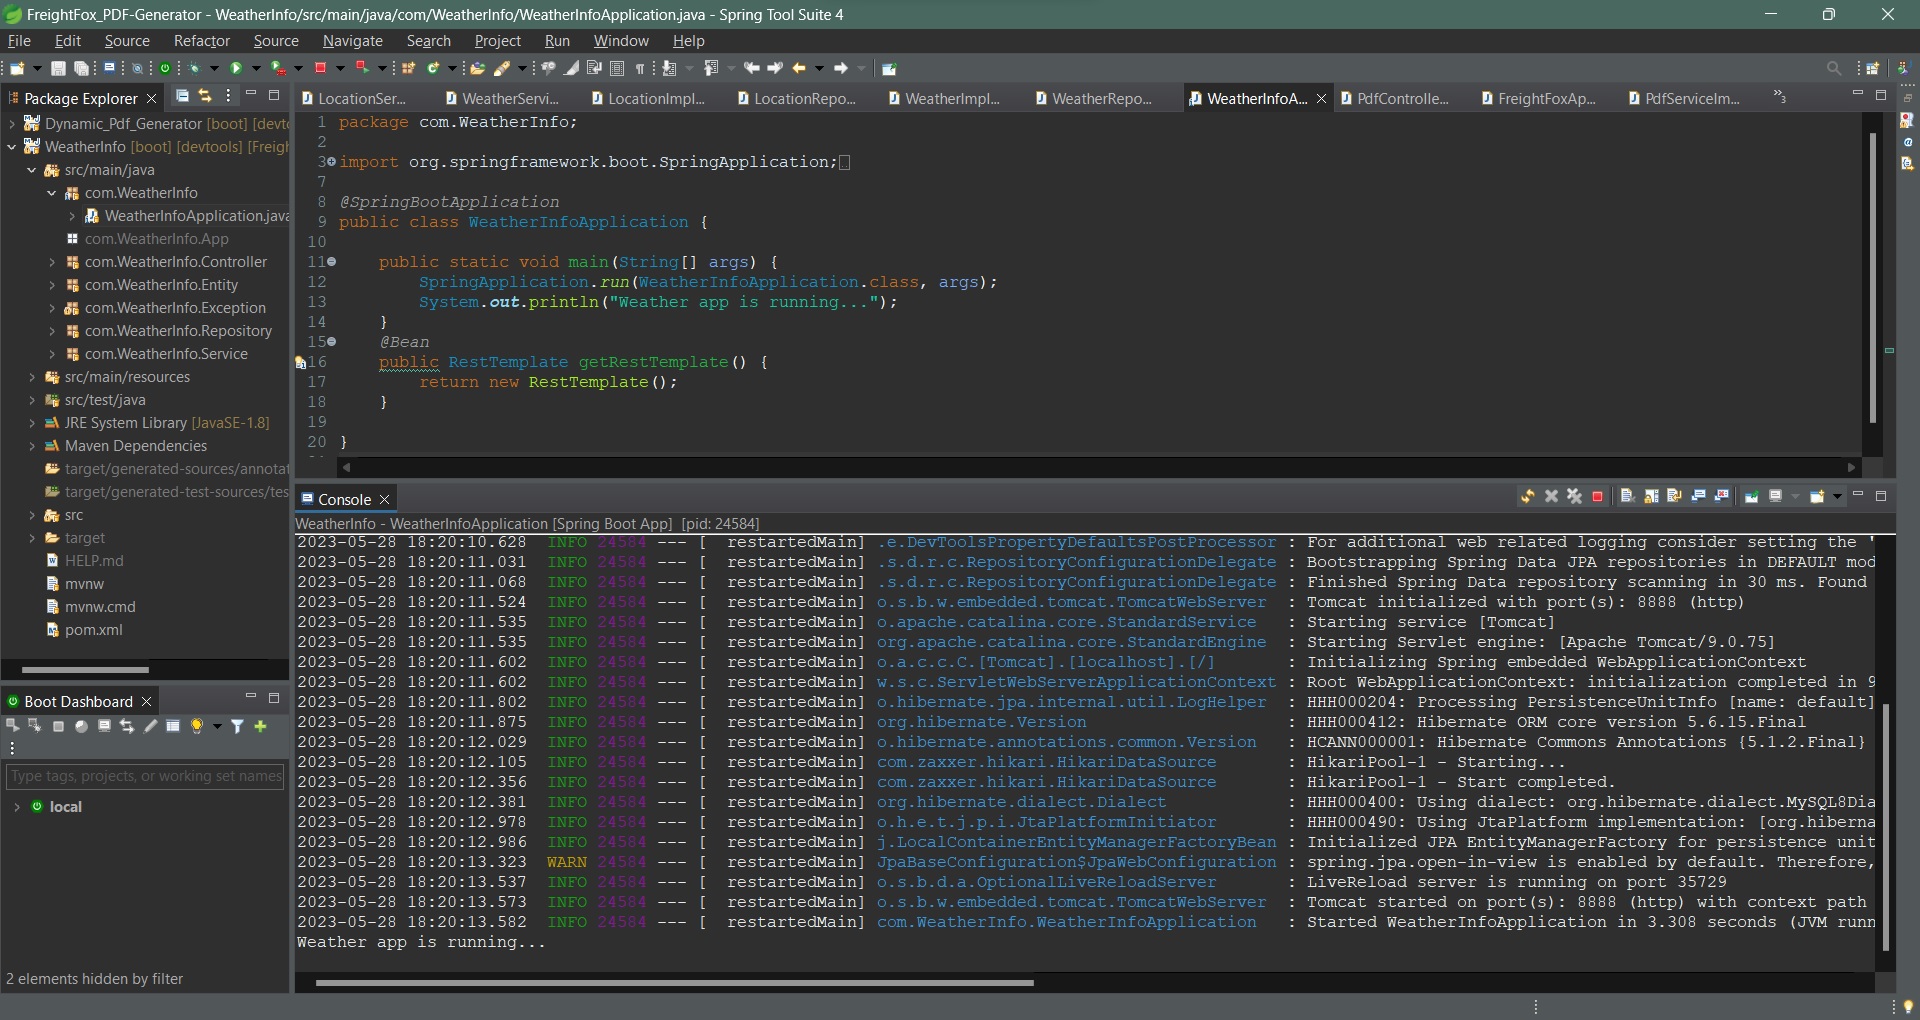 FreightFox_PDF-Generator - WeatherInfo/src/main/java/com/WeatherInfo/WeatherInfoApplication.java - Spring Tool Suite 4
File Edit Source Refactor Source Navigate Search Project Run Window Help
Package Explorer
Dynamic_Pdf_Generator [boot] [devt
WeatherInfo [boot] [devtools] [Freigh
src/main/java
com.WeatherInfo
WeatherInfoApplication.java
com.WeatherInfo.App
com.WeatherInfo.Controller
com.WeatherInfo.Entity
com.WeatherInfo.Exception
com.WeatherInfo.Repository
com.WeatherInfo.Service
src/main/resources
src/test/java
JRE System Library [JavaSE-1.8]
Maven Dependencies
target/generated-sources/annotat
target/generated-test-sources/tes
src
target
HELP.md
mvnw
mvnw.cmd
pom.xml
Boot Dashboard
Type tags, projects, or working set names
local
2 elements hidden by filter
LocationSer... WeatherServi... LocationImpl... LocationRepo... WeatherImpl... WeatherRepo... WeatherInfoA... PdfControlle... FreightFoxAp... PdfServiceIm... »3
1 package com.WeatherInfo;
2
3 import org.springframework.boot.SpringApplication;
7
8 @SpringBootApplication
9 public class WeatherInfoApplication {
10
11 public static void main(String[] args) {
12 SpringApplication.run(WeatherInfoApplication.class, args);
13 System.out.println("Weather app is running...");
14 }
15 @Bean
16 public RestTemplate getRestTemplate() {
17 return new RestTemplate();
18 }
19
20 }
Console
WeatherInfo - WeatherInfoApplication [Spring Boot App] [pid: 24584]
2023-05-28 18:20:10.628 INFO 24584 --- [ restartedMain] .e.DevToolsPropertyDefaultsPostProcessor : For additional web related logging consider setting the '
2023-05-28 18:20:11.031 INFO 24584 --- [ restartedMain] .s.d.r.c.RepositoryConfigurationDelegate : Bootstrapping Spring Data JPA repositories in DEFAULT mod
2023-05-28 18:20:11.068 INFO 24584 --- [ restartedMain] .s.d.r.c.RepositoryConfigurationDelegate : Finished Spring Data repository scanning in 30 ms. Found
2023-05-28 18:20:11.524 INFO 24584 --- [ restartedMain] o.s.b.w.embedded.tomcat.TomcatWebServer : Tomcat initialized with port(s): 8888 (http)
2023-05-28 18:20:11.535 INFO 24584 --- [ restartedMain] o.apache.catalina.core.StandardService : Starting service [Tomcat]
2023-05-28 18:20:11.535 INFO 24584 --- [ restartedMain] org.apache.catalina.core.StandardEngine : Starting Servlet engine: [Apache Tomcat/9.0.75]
2023-05-28 18:20:11.602 INFO 24584 --- [ restartedMain] o.a.c.c.C.[Tomcat].[localhost].[/] : Initializing Spring embedded WebApplicationContext
2023-05-28 18:20:11.602 INFO 24584 --- [ restartedMain] w.s.c.ServletWebServerApplicationContext : Root WebApplicationContext: initialization completed in 9
2023-05-28 18:20:11.802 INFO 24584 --- [ restartedMain] o.hibernate.jpa.internal.util.LogHelper : HHH000204: Processing PersistenceUnitInfo [name: default]
2023-05-28 18:20:11.875 INFO 24584 --- [ restartedMain] org.hibernate.Version : HHH000412: Hibernate ORM core version 5.6.15.Final
2023-05-28 18:20:12.029 INFO 24584 --- [ restartedMain] o.hibernate.annotations.common.Version : HCANN000001: Hibernate Commons Annotations {5.1.2.Final}
2023-05-28 18:20:12.105 INFO 24584 --- [ restartedMain] com.zaxxer.hikari.HikariDataSource : HikariPool-1 - Starting...
2023-05-28 18:20:12.356 INFO 24584 --- [ restartedMain] com.zaxxer.hikari.HikariDataSource : HikariPool-1 - Start completed.
2023-05-28 18:20:12.381 INFO 24584 --- [ restartedMain] org.hibernate.dialect.Dialect : HHH000400: Using dialect: org.hibernate.dialect.MySQL8Dia
2023-05-28 18:20:12.978 INFO 24584 --- [ restartedMain] o.h.e.t.j.p.i.JtaPlatformInitiator : HHH000490: Using JtaPlatform implementation: [org.hiberna
2023-05-28 18:20:12.986 INFO 24584 --- [ restartedMain] j.LocalContainerEntityManagerFactoryBean : Initialized JPA EntityManagerFactory for persistence unit
2023-05-28 18:20:13.323 WARN 24584 --- [ restartedMain] JpaBaseConfiguration$JpaWebConfiguration : spring.jpa.open-in-view is enabled by default. Therefore,
2023-05-28 18:20:13.537 INFO 24584 --- [ restartedMain] o.s.b.d.a.OptionalLiveReloadServer : LiveReload server is running on port 35729
2023-05-28 18:20:13.573 INFO 24584 --- [ restartedMain] o.s.b.w.embedded.tomcat.TomcatWebServer : Tomcat started on port(s): 8888 (http) with context path
2023-05-28 18:20:13.582 INFO 24584 --- [ restartedMain] com.WeatherInfo.WeatherInfoApplication : Started WeatherInfoApplication in 3.308 seconds (JVM runn
Weather app is running...